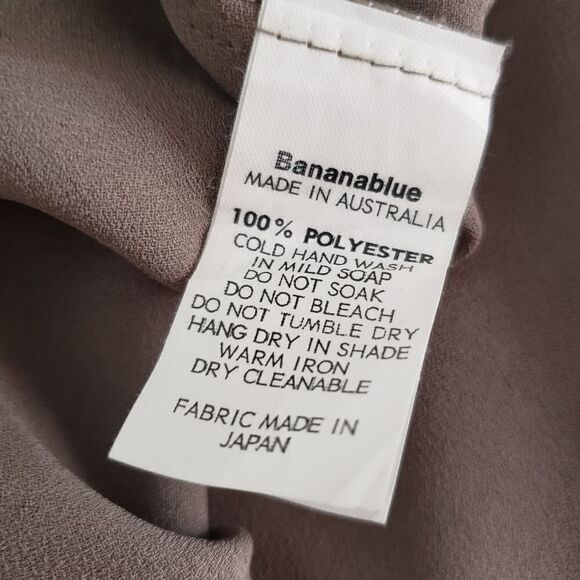 Bananablue
MADE IN AUSTRALIA
100% POLYESTER
COLD HAND WASH
IN MILD SOAP
DO NOT SOAK
DO NOT BLEACH
DO NOT TUMBLE DRY
HANG DRY IN SHADE
WARM IRON
DRY CLEANABLE
FABRIC MADE IN
JAPAN